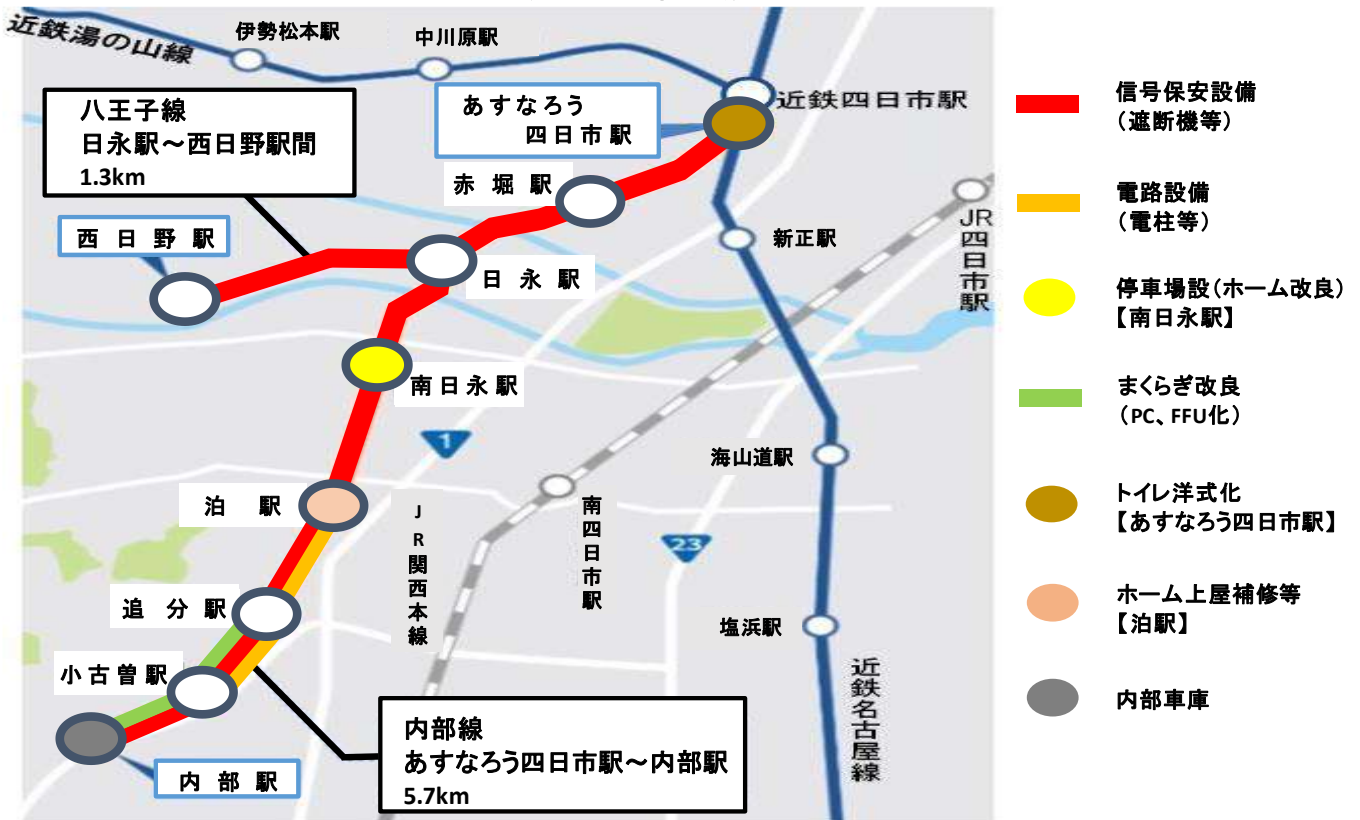 近鉄湯の山線
伊勢松本駅
中川原駅
近鉄四日市駅
八王子線
日永駅～西日野駅間
1.3km
あすなろう
四日市駅
赤堀駅
西日野駅
日永駅
新正駅
JR四日市駅
南日永駅
1
海山道駅
泊駅
JR関西本線
南四日市駅
23
追分駅
塩浜駅
小古曽駅
近鉄名古屋線
内部線
あすなろう四日市駅～内部駅
5.7km
内部駅
信号保安設備
（遮断機等）
電路設備
（電柱等）
停車場設（ホーム改良）
【南日永駅】
まくらぎ改良
（PC、FFU化）
トイレ洋式化
【あすなろう四日市駅】
ホーム上屋補修等
【泊駅】
内部車庫